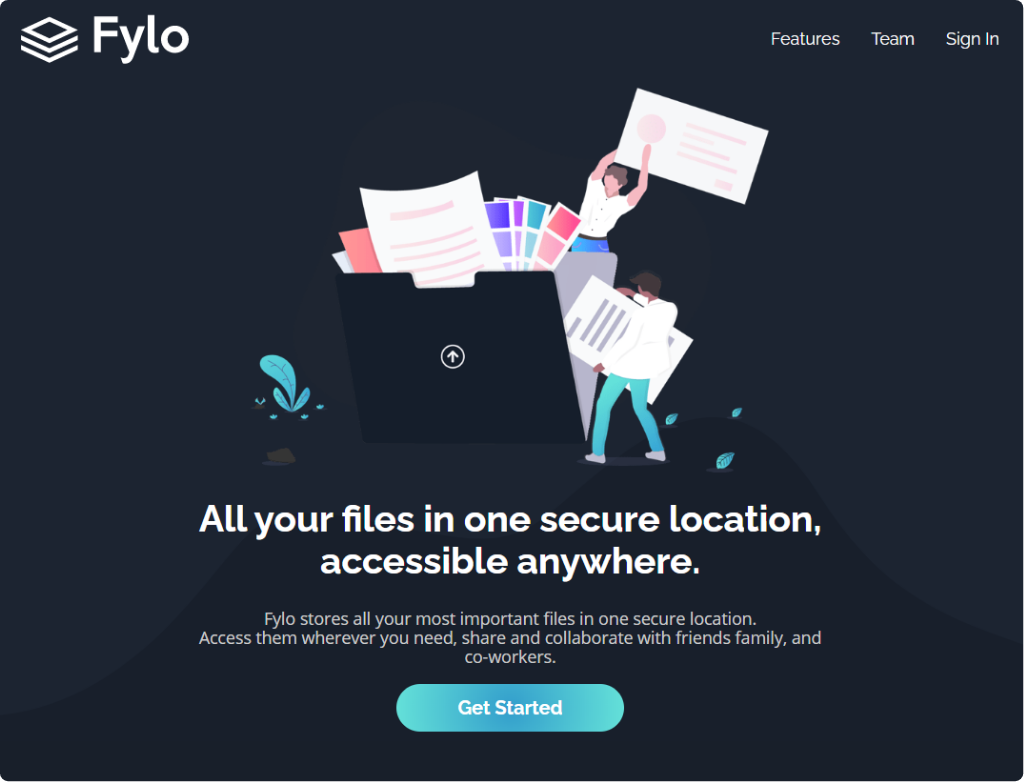 Fylo
Features
Team
Sign In
All your files in one secure location,
accessible anywhere.
Fylo stores all your most important files in one secure location.
Access them wherever you need, share and collaborate with friends family, and
co-workers.
Get Started